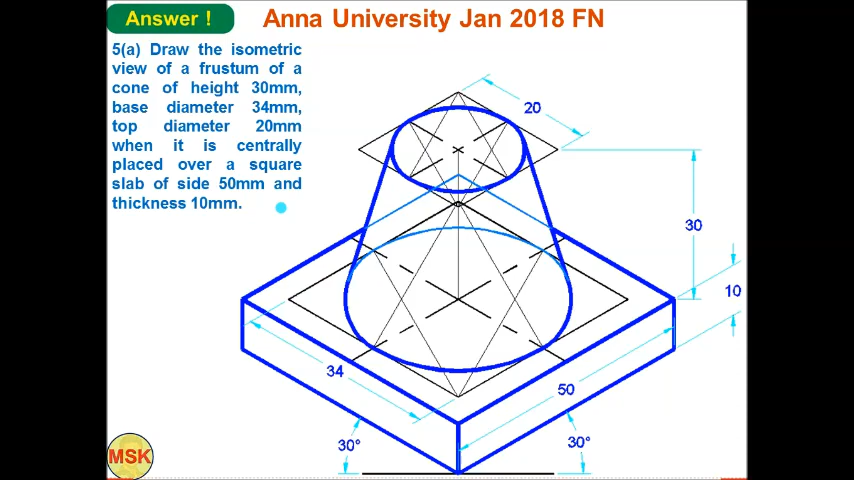 Answer !
Anna University Jan 2018 FN
5(a) Draw the isometric
view of a frustum of a
cone of height 30mm,
base diameter 34mm,
top diameter 20mm
when it is centrally
placed over a square
slab of side 50mm and
thickness 10mm.
20
30
10
34
50
30°
30°
MSK